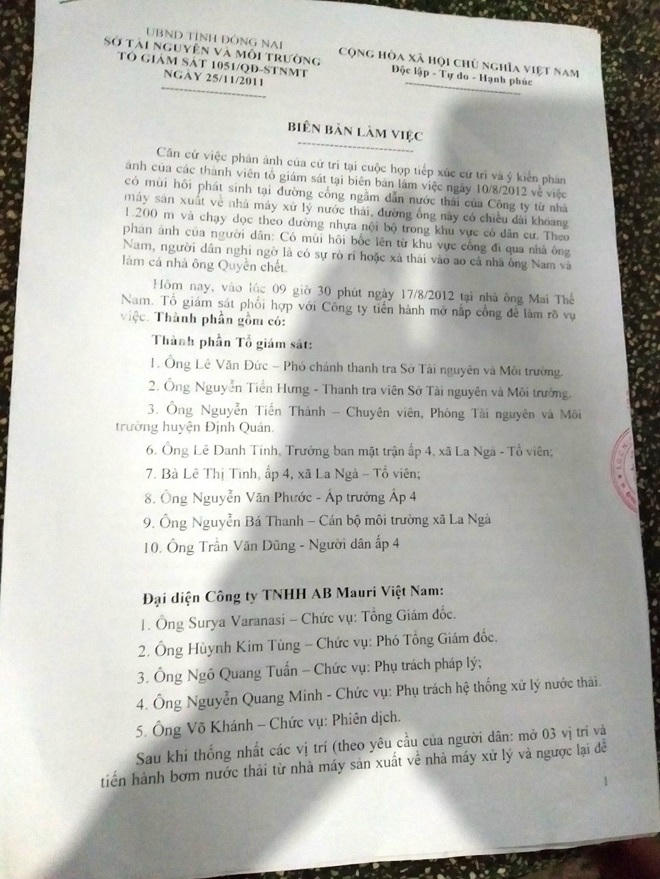 UBND TỈNH ĐỒNG NAI
SỞ TÀI NGUYÊN VÀ MÔI TRƯỜNG
TỔ GIÁM SÁT 1051/QĐ-STNMT
NGÀY 25/11/2011
CỘNG HÒA XÃ HỘI CHỦ NGHĨA VIỆT NAM
Độc lập - Tự do - Hạnh phúc
BIÊN BẢN LÀM VIỆC
Căn cứ việc phản ánh của cử tri tại cuộc họp tiếp xúc cử tri và ý kiến phản
ánh của các thành viên tổ giám sát tại biên bản làm việc ngày 10/8/2012 về việc
có mùi hôi phát sinh tại đường cống ngầm dẫn nước thải của Công ty từ nhà
máy sản xuất về nhà máy xử lý nước thải, đường ống này có chiều dài khoảng
1.200 m và chạy dọc theo đường nhựa nội bộ trong khu vực có dân cư. Theo
phản ánh của người dân: Có mùi hôi bốc lên từ khu vực cống đi qua nhà ông
Nam, người dân nghi ngờ là có sự rò rỉ hoặc xả thải vào ao cá nhà ông Nam và
làm cá nhà ông Quyền chết.
Hôm nay, vào lúc 09 giờ 30 phút ngày 17/8/2012 tại nhà ông Mai Thế
Nam. Tổ giám sát phối hợp với Công ty tiến hành mở nắp cống để làm rõ vụ
việc. Thành phần gồm có:
Thành phần Tổ giám sát:
1. Ông Lê Văn Đức – Phó chánh thanh tra Sở Tài nguyên và Môi trường.
2. Ông Nguyễn Tiến Hưng - Thanh tra viên Sở Tài nguyên và Môi trường.
3. Ông Nguyễn Tiến Thành – Chuyên viên, Phòng Tài nguyên và Môi
trường huyện Định Quán.
6. Ông Lê Danh Tính, Trưởng ban mặt trận ấp 4, xã La Ngà - Tổ viên;
7. Bà Lê Thị Tình, ấp 4, xã La Ngà – Tổ viên;
8. Ông Nguyễn Văn Phước - Ấp trưởng Ấp 4
9. Ông Nguyễn Bá Thanh – Cán bộ môi trường xã La Ngà
10. Ông Trần Văn Dũng - Người dân ấp 4
Đại diện Công ty TNHH AB Mauri Việt Nam:
1. Ông Surya Varanasi – Chức vụ: Tổng Giám đốc.
2. Ông Huỳnh Kim Tùng – Chức vụ: Phó Tổng Giám đốc.
3. Ông Ngô Quang Tuấn – Chức vụ: Phụ trách pháp lý;
4. Ông Nguyễn Quang Minh - Chức vụ: Phụ trách hệ thống xử lý nước thải.
5. Ông Võ Khánh – Chức vụ: Phiên dịch.
Sau khi thống nhất các vị trí (theo yêu cầu của người dân: mở 03 vị trí và
tiến hành bơm nước thải từ nhà máy sản xuất về nhà máy xử lý và ngược lại để
1